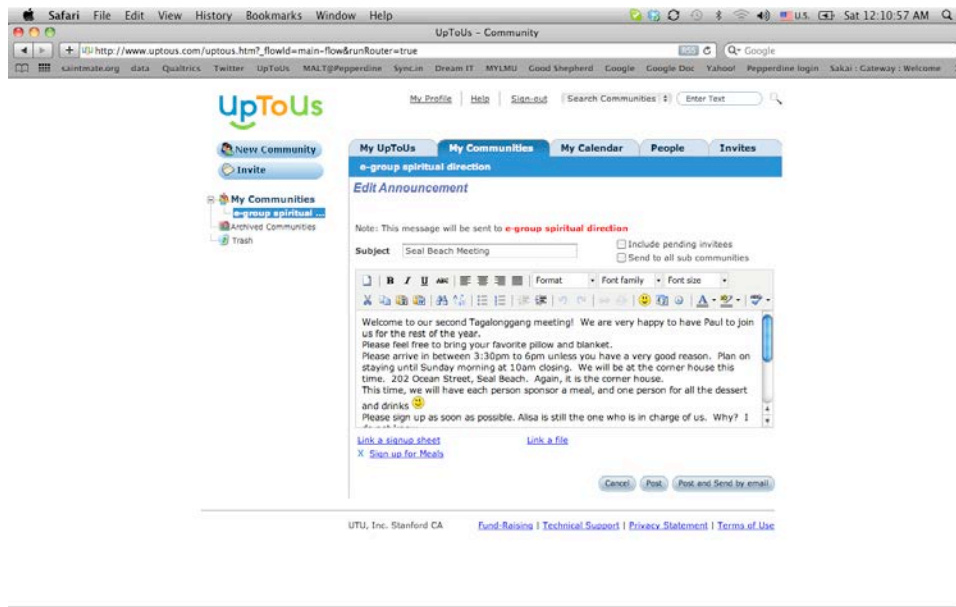 Safari File Edit View History Bookmarks Window Help U.S. Sat 12:10:57 AM
UpToUs – Community
http://www.uptous.com/uptous.htm?_flowId=main-flow&runRouter=true RSS Google
saintmate.org data Qualtrics Twitter UpToUs MALT@Pepperdine Sync.in Dream IT MYLMU Good Shepherd Google Google Doc Yahoo! Pepperdine login Sakai : Gateway : Welcome
UpToUs
My Profile Help Sign-out Search Communities Enter Text
New Community
Invite
My Communities
e-group spiritual ...
Archived Communities
Trash
My UpToUs My Communities My Calendar People Invites
e-group spiritual direction
Edit Announcement
Note: This message will be sent to e-group spiritual direction
Include pending invitees
Subject Seal Beach Meeting
Send to all sub communities
B I U ABC Format Font family Font size
A
Welcome to our second Tagalonggang meeting! We are very happy to have Paul to join
us for the rest of the year.
Please feel free to bring your favorite pillow and blanket.
Please arrive in between 3:30pm to 6pm unless you have a very good reason. Plan on
staying until Sunday morning at 10am closing. We will be at the corner house this
time. 202 Ocean Street, Seal Beach. Again, it is the corner house.
This time, we will have each person sponsor a meal, and one person for all the dessert
and drinks
Please sign up as soon as possible. Alisa is still the one who is in charge of us. Why? I
Link a signup sheet Link a file
X Sign up for Meals
Cancel Post Post and Send by email
UTU, Inc. Stanford CA Fund-Raising | Technical Support | Privacy Statement | Terms of Use